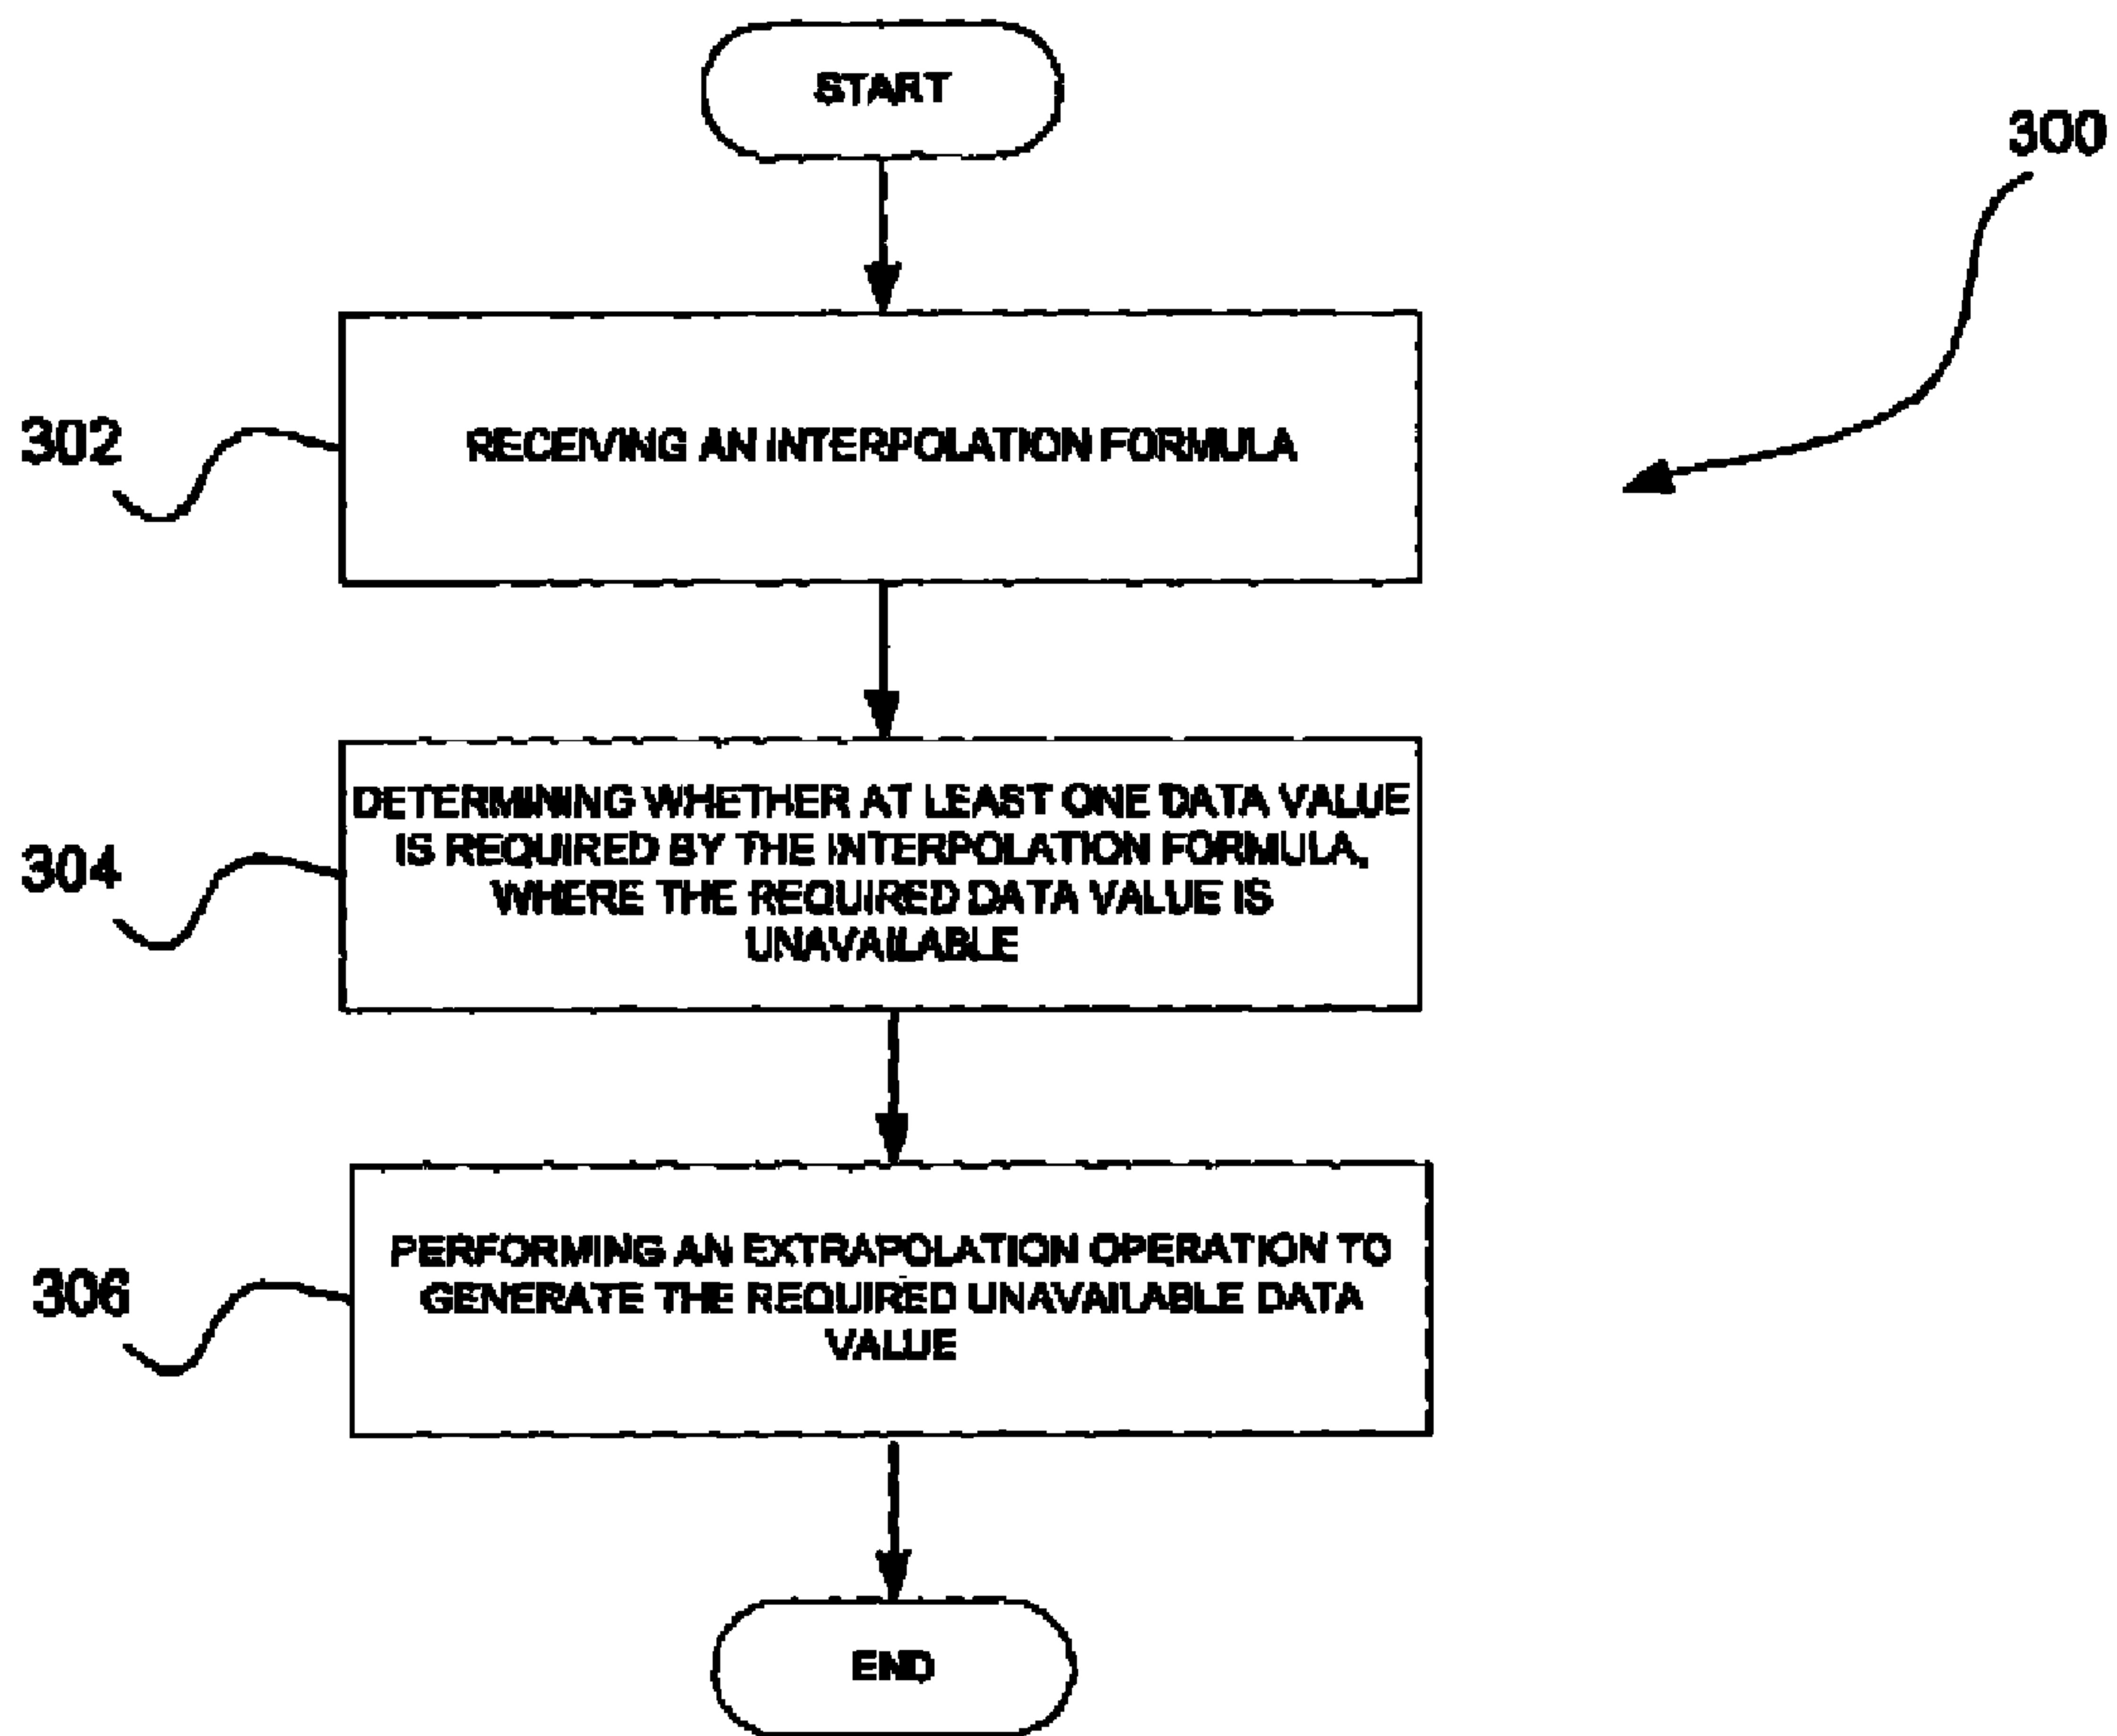 START
300
302
RECEIVING AN INTERPOLATION FORMULA
304
DETERMINING WHETHER AT LEAST ONE DATA VALUE
IS REQUIRED BY THE INTERPOLATION FORMULA,
WHERE THE REQUIRED DATA VALUE IS
UNAVAILABLE
306
PERFORMING AN EXTRAPOLATION OPERATION TO
GENERATE THE REQUIRED UNAVAILABLE DATA
VALUE
END